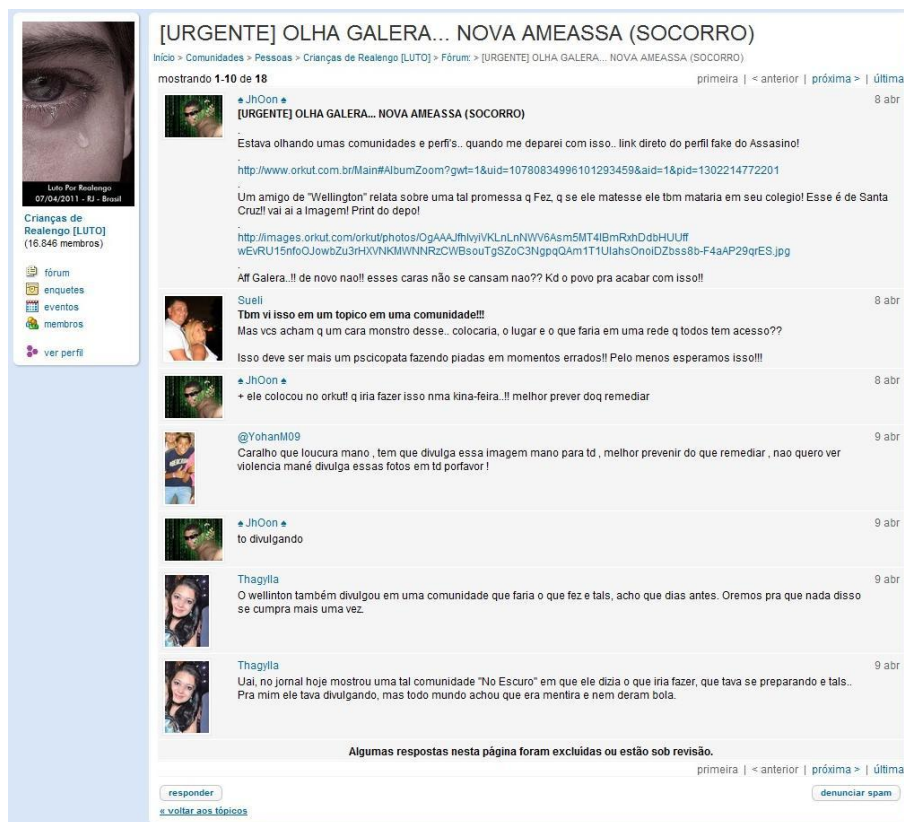 [URGENTE] OLHA GALERA... NOVA AMEASSA (SOCORRO)
Início > Comunidades > Pessoas > Crianças de Realengo [LUTO] > Fórum: > [URGENTE] OLHA GALERA... NOVA AMEASSA (SOCORRO)
mostrando 1-10 de 18
primeira | < anterior | próxima > | última
Luto Por Realengo
07/04/2011 - RJ - Brasil
Crianças de
Realengo [LUTO]
(16.846 membros)
fórum
enquetes
eventos
membros
ver perfil
♠ JhOon ♠
8 abr
[URGENTE] OLHA GALERA... NOVA AMEASSA (SOCORRO)
.
Estava olhando umas comunidades e perfi's.. quando me deparei com isso.. link direto do perfil fake do Assasino!
.
http://www.orkut.com.br/Main#AlbumZoom?gwt=1&uid=10780834996101293459&aid=1&pid=1302214772201
.
Um amigo de "Wellington" relata sobre uma tal promessa q Fez, q se ele matesse ele tbm mataria em seu colegio! Esse é de Santa
Cruz!! vai ai a Imagem! Print do depo!
.
.
Aff Galera..!! de novo nao!! esses caras não se cansam nao?? Kd o povo pra acabar com isso!!
Sueli
8 abr
Tbm vi isso em um topico em uma comunidade!!!
Mas vcs acham q um cara monstro desse.. colocaria, o lugar e o que faria em uma rede q todos tem acesso??
Isso deve ser mais um pscicopata fazendo piadas em momentos errados!! Pelo menos esperamos isso!!!
♠ JhOon ♠
8 abr
+ ele colocou no orkut! q iria fazer isso nma kina-feira..!! melhor prever doq remediar
@YohanM09
9 abr
Caralho que loucura mano , tem que divulga essa imagem mano para td , melhor prevenir do que remediar , nao quero ver
violencia mané divulga essas fotos em td porfavor !
♠ JhOon ♠
9 abr
to divulgando
Thagylla
9 abr
O wellinton também divulgou em uma comunidade que faria o que fez e tals, acho que dias antes. Oremos pra que nada disso
se cumpra mais uma vez.
Thagylla
9 abr
Uai, no jornal hoje mostrou uma tal comunidade "No Escuro" em que ele dizia o que iria fazer, que tava se preparando e tals..
Pra mim ele tava divulgando, mas todo mundo achou que era mentira e nem deram bola.
Algumas respostas nesta página foram excluídas ou estão sob revisão.
primeira | < anterior | próxima > | última
responder
denunciar spam
« voltar aos tópicos